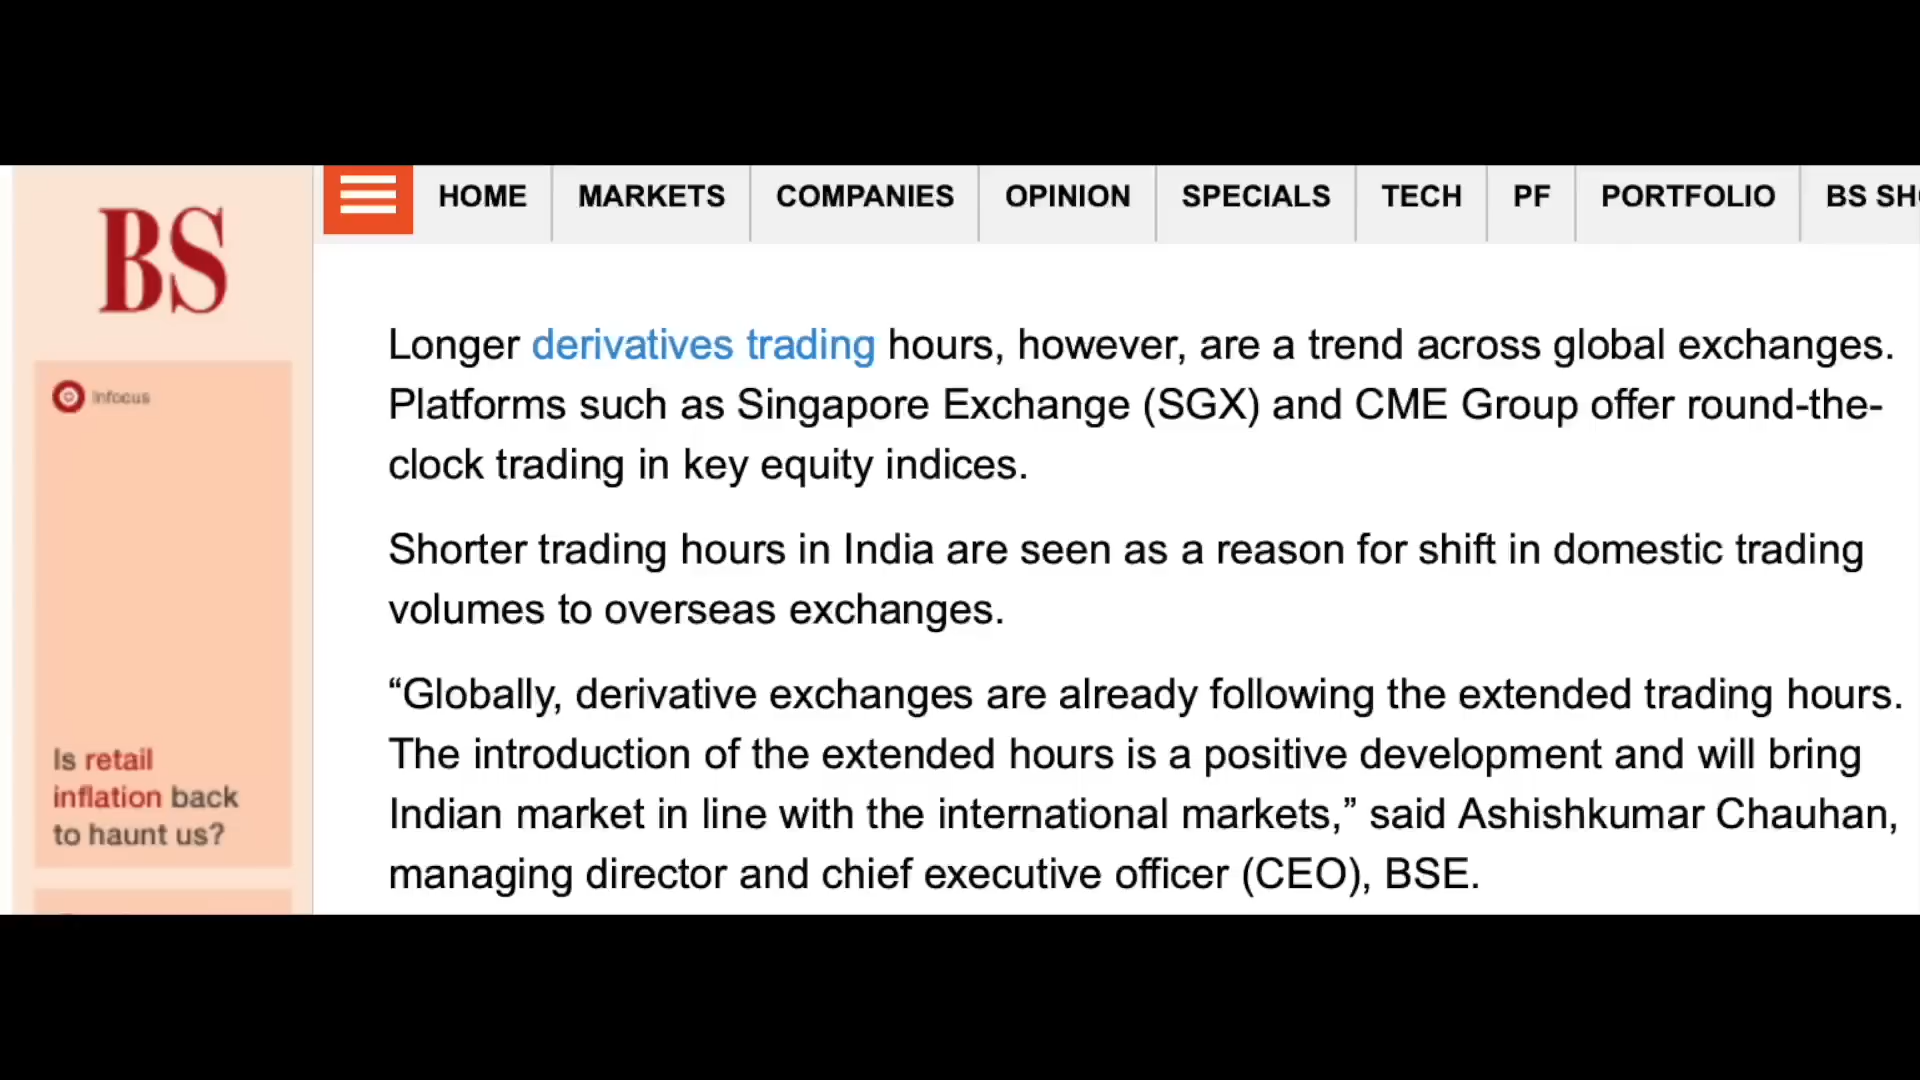 HOME MARKETS COMPANIES OPINION SPECIALS TECH PF PORTFOLIO BS SH
BS
Infocus
Is retail
inflation back
to haunt us?
Longer derivatives trading hours, however, are a trend across global exchanges.
Platforms such as Singapore Exchange (SGX) and CME Group offer round-the-
clock trading in key equity indices.
Shorter trading hours in India are seen as a reason for shift in domestic trading
volumes to overseas exchanges.
“Globally, derivative exchanges are already following the extended trading hours.
The introduction of the extended hours is a positive development and will bring
Indian market in line with the international markets,” said Ashishkumar Chauhan,
managing director and chief executive officer (CEO), BSE.